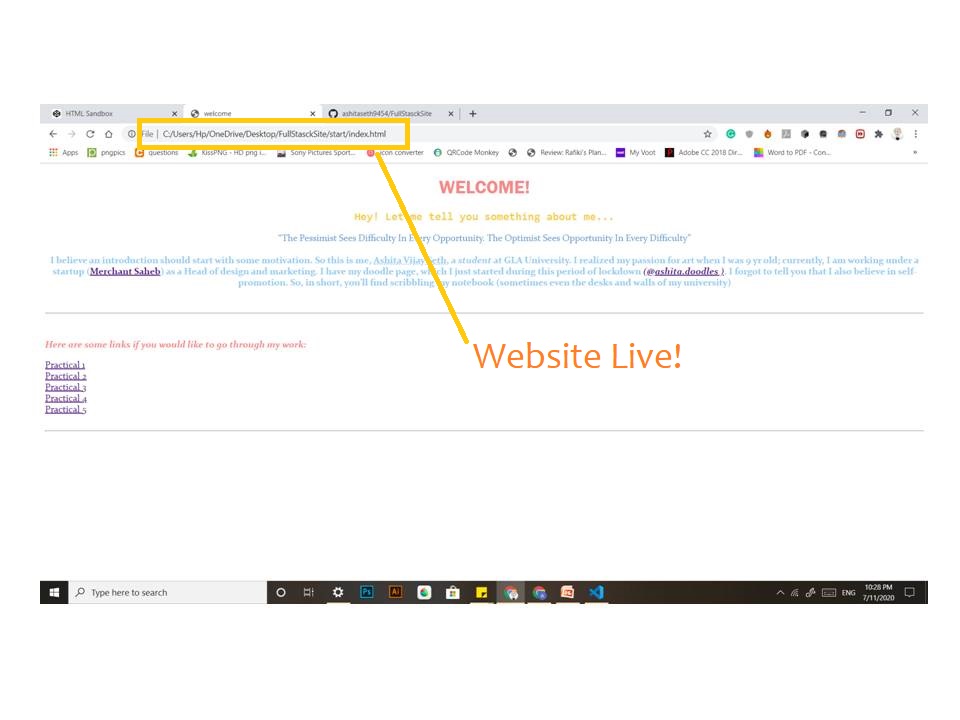 HTML Sandbox
welcome
ashitaseth9454/FullStasckSite
File | C:/Users/Hp/OneDrive/Desktop/FullStasckSite/start/index.html
Apps pngpics questions KissPNG - HD png i... Sony Pictures Sport... icon converter QRCode Monkey Review: Rafiki's Plan... My Voot Adobe CC 2018 Dir... Word to PDF - Con... »
WELCOME!
Hey! Let me tell you something about me...
"The Pessimist Sees Difficulty In Every Opportunity. The Optimist Sees Opportunity In Every Difficulty"
I believe an introduction should start with some motivation. So this is me, Ashita Vijay Seth, a student at GLA University. I realized my passion for art when I was 9 yr old; currently, I am working under a
startup (Merchant Saheb) as a Head of design and marketing. I have my doodle page, which I just started during this period of lockdown (@ashita.doodles ). I forgot to tell you that I also believe in self-
promotion. So, in short, you'll find scribbling my notebook (sometimes even the desks and walls of my university)
Here are some links if you would like to go through my work:
Website Live!
Practical 1
Practical 2
Practical 3
Practical 4
Practical 5
Type here to search
Ps
Ai
ENG
10:28 PM
7/11/2020